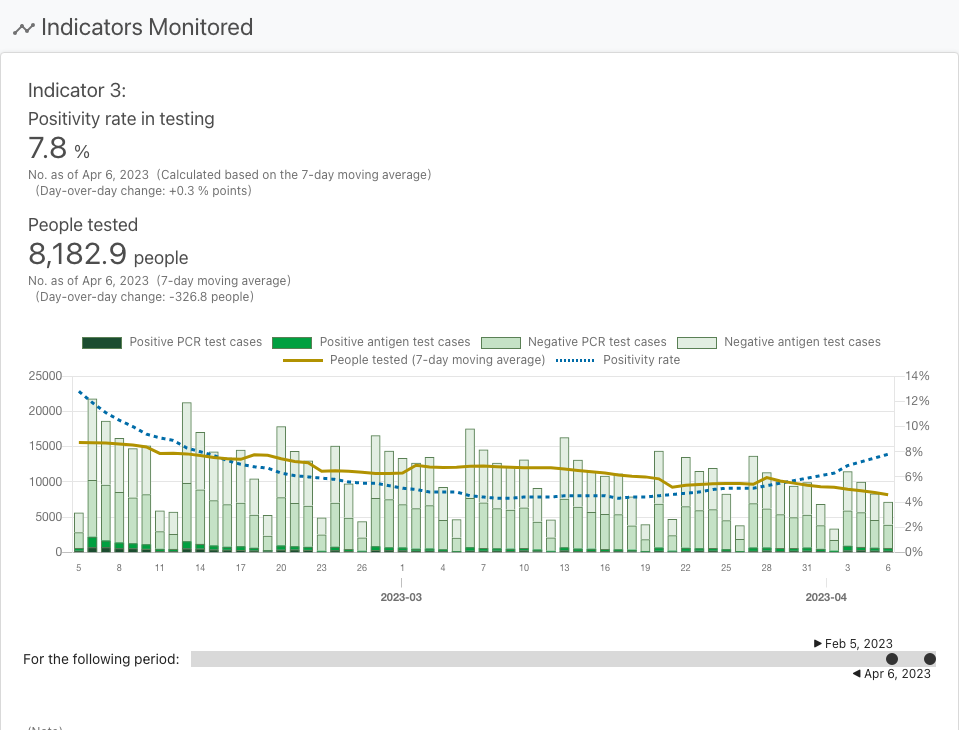 Indicators Monitored
Indicator 3:
Positivity rate in testing
7.8 %
No. as of Apr 6, 2023 (Calculated based on the 7-day moving average)
(Day-over-day change: +0.3 % points)
People tested
8,182.9 people
No. as of Apr 6, 2023 (7-day moving average)
(Day-over-day change: -326.8 people)
Positive PCR test cases Positive antigen test cases Negative PCR test cases Negative antigen test cases
People tested (7-day moving average) Positivity rate
25000 14%
12%
20000
10%
15000
8%
10000 6%
4%
5000
2%
0 0%
5 8 11 14 17 20 23 26 1 4 7 10 13 16 19 22 25 28 31 3 6
2023-03 2023-04
▶ Feb 5, 2023
For the following period:
◀ Apr 6, 2023